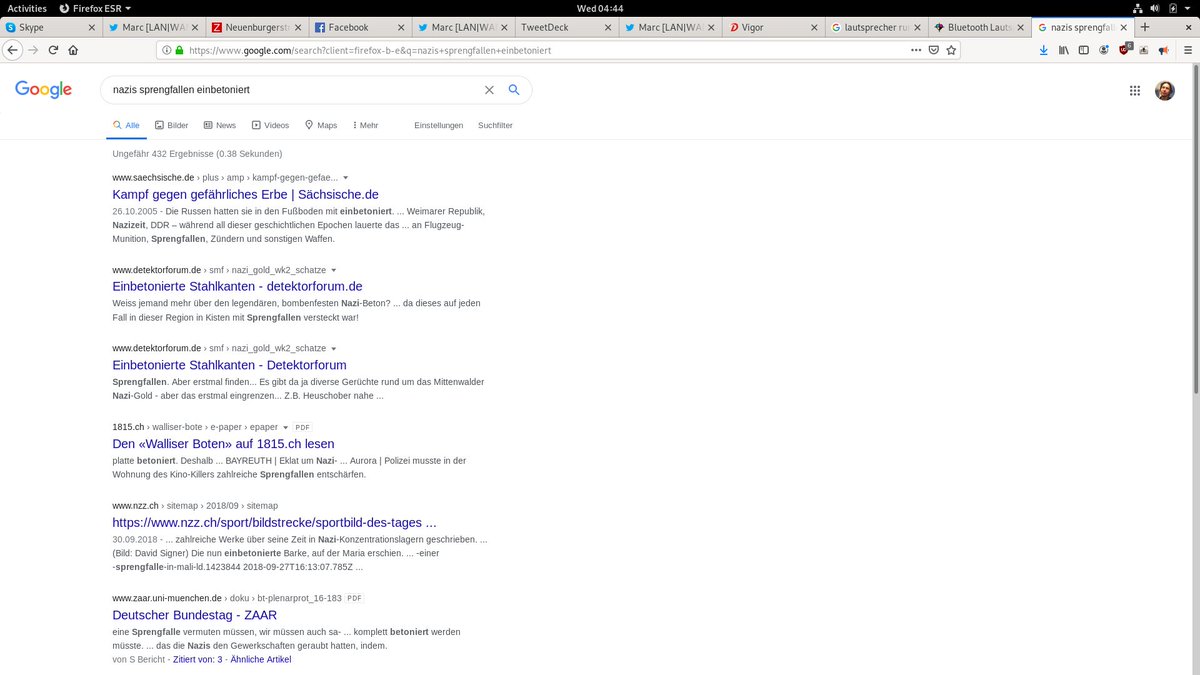 Activities Firefox ESR Wed 04:44
Skype Marc [LAN|WA Neuenburgerst Facebook Marc [LAN|WA TweetDeck Marc [LAN|WA Vigor lautsprecher ru Bluetooth Lauts nazis sprengfall
https://www.google.com/search?client=firefox-b-e&q=nazis+sprengfallen+einbetoniert
Google nazis sprengfallen einbetoniert
Alle Bilder News Videos Maps Mehr Einstellungen Suchfilter
Ungefähr 432 Ergebnisse (0.38 Sekunden)
www.saechsische.de › plus › amp › kampf-gegen-gefae...
Kampf gegen gefährliches Erbe | Sächsische.de
26.10.2005 - Die Russen hatten sie in den Fußboden mit einbetoniert. ... Weimarer Republik,
Nazizeit, DDR – während all dieser geschichtlichen Epochen lauerte das ... an Flugzeug-
Munition, Sprengfallen, Zündern und sonstigen Waffen.
www.detektorforum.de › smf › nazi_gold_wk2_schatze
Einbetonierte Stahlkanten - detektorforum.de
Weiss jemand mehr über den legendären, bombenfesten Nazi-Beton? ... da dieses auf jeden
Fall in dieser Region in Kisten mit Sprengfallen versteckt war!
www.detektorforum.de › smf › nazi_gold_wk2_schatze
Einbetonierte Stahlkanten - Detektorforum
Sprengfallen. Aber erstmal finden... Es gibt da ja diverse Gerüchte rund um das Mittenwalder
Nazi-Gold - aber das erstmal eingrenzen... Z.B. Heuschober nahe ...
1815.ch › walliser-bote › e-paper › epaper PDF
Den «Walliser Boten» auf 1815.ch lesen
platte betoniert. Deshalb ... BAYREUTH | Eklat um Nazi- ... Aurora | Polizei musste in der
Wohnung des Kino-Killers zahlreiche Sprengfallen entschärfen.
www.nzz.ch › sitemap › 2018/09 › sitemap
https://www.nzz.ch/sport/bildstrecke/sportbild-des-tages ...
30.09.2018 - ... zahlreiche Werke über seine Zeit in Nazi-Konzentrationslagern geschrieben. ...
(Bild: David Signer) Die nun einbetonierte Barke, auf der Maria erschien. ... -einer
-sprengfalle-in-mali-ld.1423844 2018-09-27T16:13:07.785Z ...
www.zaar.uni-muenchen.de › doku › bt-plenarprot_16-183 PDF
Deutscher Bundestag - ZAAR
eine Sprengfalle vermuten müssen, wir müssen auch sa- ... komplett betoniert werden
müsste. ... das die Nazis den Gewerkschaften geraubt hatten, indem.
von S Bericht - Zitiert von: 3 - Ähnliche Artikel